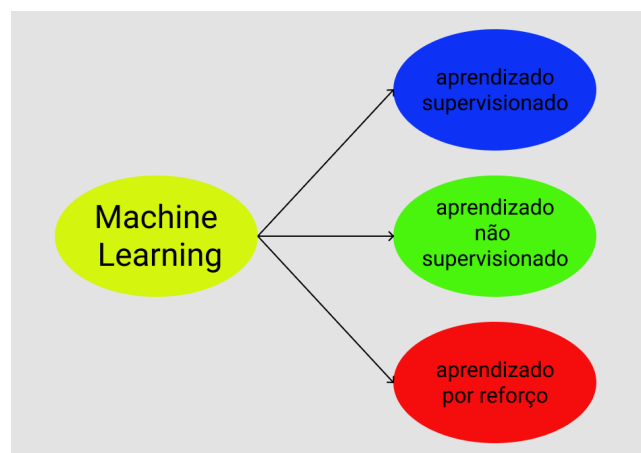 Machine
Learning
aprendizado
supervisionado
aprendizado
não
supervisionado
aprendizado
por reforço